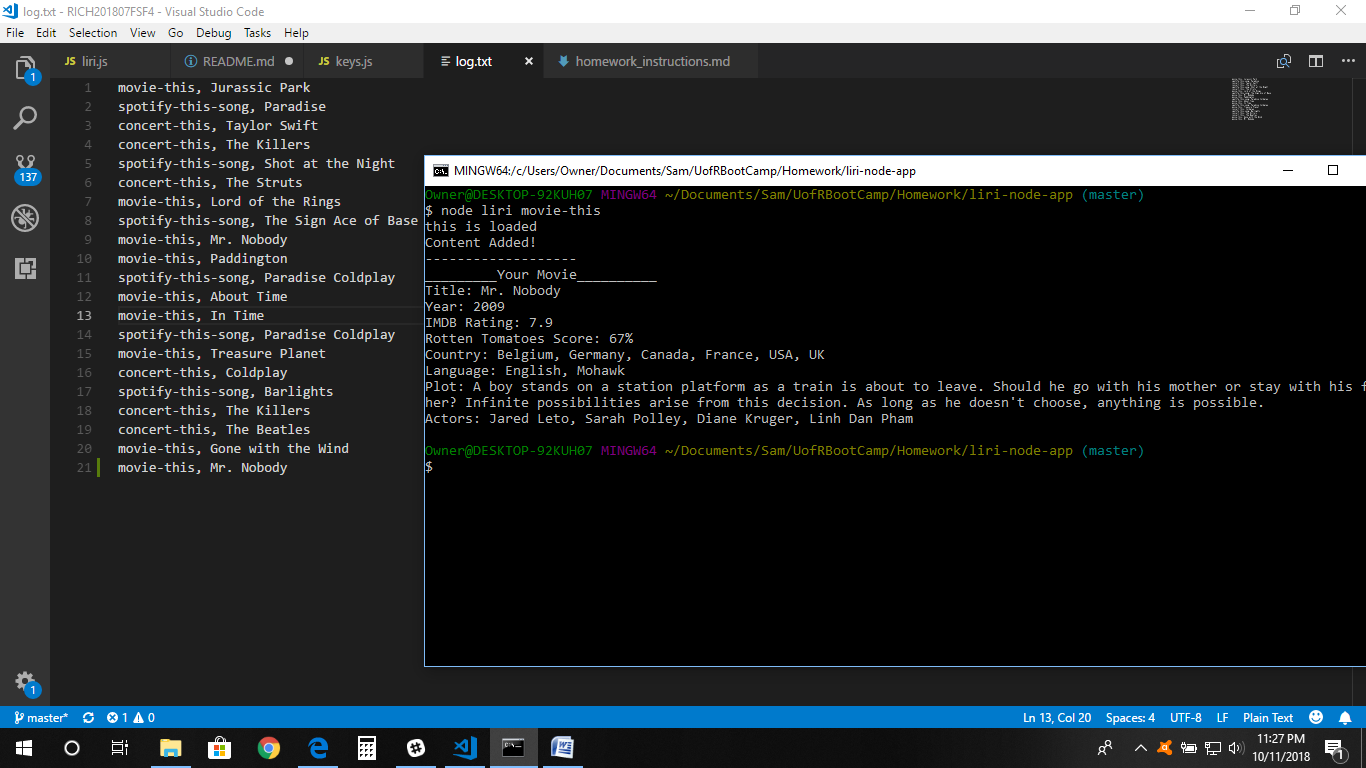 log.txt - RICH201807FSF4 - Visual Studio Code
File Edit Selection View Go Debug Tasks Help
JS liri.js README.md JS keys.js log.txt homework_instructions.md
1
137
1 movie-this, Jurassic Park
2 spotify-this-song, Paradise
3 concert-this, Taylor Swift
4 concert-this, The Killers
5 spotify-this-song, Shot at the Night
6 concert-this, The Struts
7 movie-this, Lord of the Rings
8 spotify-this-song, The Sign Ace of Base
9 movie-this, Mr. Nobody
10 movie-this, Paddington
11 spotify-this-song, Paradise Coldplay
12 movie-this, About Time
13 movie-this, In Time
14 spotify-this-song, Paradise Coldplay
15 movie-this, Treasure Planet
16 concert-this, Coldplay
17 spotify-this-song, Barlights
18 concert-this, The Killers
19 concert-this, The Beatles
20 movie-this, Gone with the Wind
21 movie-this, Mr. Nobody
MINGW64:/c/Users/Owner/Documents/Sam/UofRBootCamp/Homework/liri-node-app
Owner@DESKTOP-92KUH07 MINGW64 ~/Documents/Sam/UofRBootCamp/Homework/liri-node-app (master)
$ node liri movie-this
this is loaded
Content Added!
-------------------
_________Your Movie__________
Title: Mr. Nobody
Year: 2009
IMDB Rating: 7.9
Rotten Tomatoes Score: 67%
Country: Belgium, Germany, Canada, France, USA, UK
Language: English, Mohawk
Plot: A boy stands on a station platform as a train is about to leave. Should he go with his mother or stay with his f
her? Infinite possibilities arise from this decision. As long as he doesn't choose, anything is possible.
Actors: Jared Leto, Sarah Polley, Diane Kruger, Linh Dan Pham
Owner@DESKTOP-92KUH07 MINGW64 ~/Documents/Sam/UofRBootCamp/Homework/liri-node-app (master)
$
1
master* 1 0 Ln 13, Col 20 Spaces: 4 UTF-8 LF Plain Text
11:27 PM
10/11/2018
1